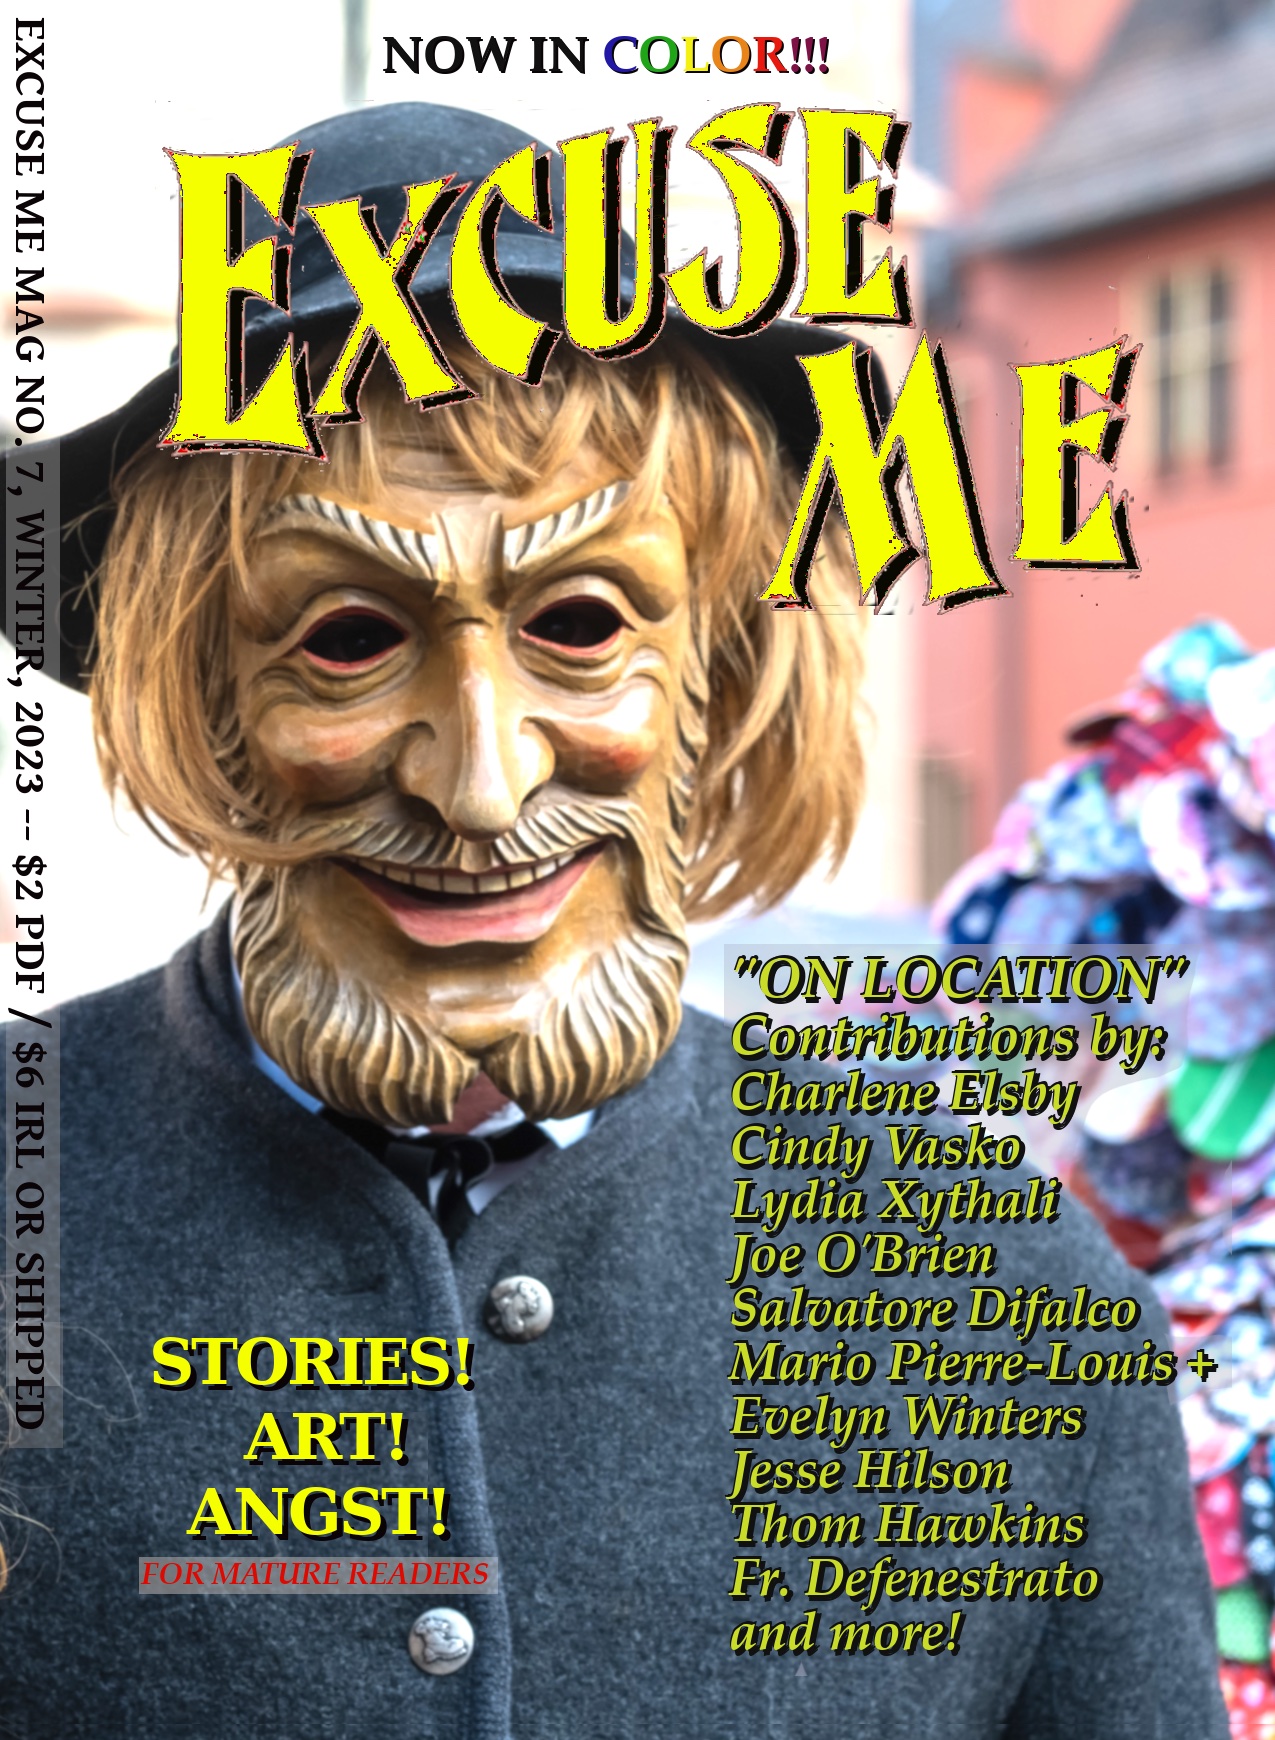 NOW IN COLOR!!!
EXCUSE
ME
EXCUSE ME MAG NO. 7, WINTER, 2023 -- $2 PDF / $6 IRL OR SHIPPED
"ON LOCATION"
Contributions by:
Charlene Elsby
Cindy Vasko
Lydia Xythali
Joe O'Brien
Salvatore Difalco
Mario Pierre-Louis +
Evelyn Winters
Jesse Hilson
Thom Hawkins
Fr. Defenestrato
and more!
STORIES!
ART!
ANGST!
FOR MATURE READERS